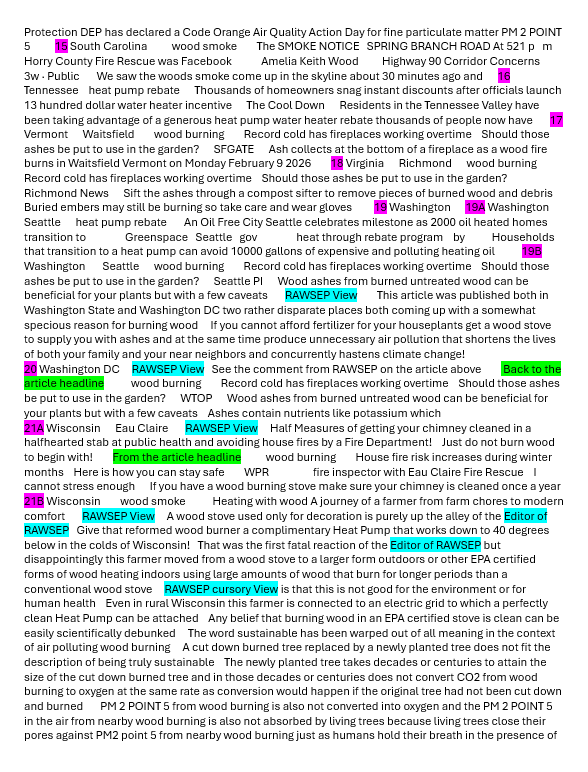 Protection DEP has declared a Code Orange Air Quality Action Day for fine particulate matter PM 2 POINT
5 15 South Carolina wood smoke The SMOKE NOTICE SPRING BRANCH ROAD At 521 p m
Horry County Fire Rescue was Facebook Amelia Keith Wood Highway 90 Corridor Concerns
3w · Public We saw the woods smoke come up in the skyline about 30 minutes ago and 16
Tennessee heat pump rebate Thousands of homeowners snag instant discounts after officials launch
13 hundred dollar water heater incentive The Cool Down Residents in the Tennessee Valley have
been taking advantage of a generous heat pump water heater rebate thousands of people now have 17
Vermont Waitsfield wood burning Record cold has fireplaces working overtime Should those
ashes be put to use in the garden? SFGATE Ash collects at the bottom of a fireplace as a wood fire
burns in Waitsfield Vermont on Monday February 9 2026 18 Virginia Richmond wood burning
Record cold has fireplaces working overtime Should those ashes be put to use in the garden?
Richmond News Sift the ashes through a compost sifter to remove pieces of burned wood and debris
Buried embers may still be burning so take care and wear gloves 19 Washington 19A Washington
Seattle heat pump rebate An Oil Free City Seattle celebrates milestone as 2000 oil heated homes
transition to Greenspace Seattle gov heat through rebate program by Households
that transition to a heat pump can avoid 10000 gallons of expensive and polluting heating oil 19B
Washington Seattle wood burning Record cold has fireplaces working overtime Should those
ashes be put to use in the garden? Seattle PI Wood ashes from burned untreated wood can be
beneficial for your plants but with a few caveats RAWSEP View This article was published both in
Washington State and Washington DC two rather disparate places both coming up with a somewhat
specious reason for burning wood If you cannot afford fertilizer for your houseplants get a wood stove
to supply you with ashes and at the same time produce unnecessary air pollution that shortens the lives
of both your family and your near neighbors and concurrently hastens climate change!
20 Washington DC RAWSEP View See the comment from RAWSEP on the article above Back to the
article headline wood burning Record cold has fireplaces working overtime Should those ashes
be put to use in the garden? WTOP Wood ashes from burned untreated wood can be beneficial for
your plants but with a few caveats Ashes contain nutrients like potassium which
21A Wisconsin Eau Claire RAWSEP View Half Measures of getting your chimney cleaned in a
halfhearted stab at public health and avoiding house fires by a Fire Department! Just do not burn wood
to begin with! From the article headline wood burning House fire risk increases during winter
months Here is how you can stay safe WPR fire inspector with Eau Claire Fire Rescue I
cannot stress enough If you have a wood burning stove make sure your chimney is cleaned once a year
21B Wisconsin wood smoke Heating with wood A journey of a farmer from farm chores to modern
comfort RAWSEP View A wood stove used only for decoration is purely up the alley of the Editor of
RAWSEP Give that reformed wood burner a complimentary Heat Pump that works down to 40 degrees
below in the colds of Wisconsin! That was the first fatal reaction of the Editor of RAWSEP but
disappointingly this farmer moved from a wood stove to a larger form outdoors or other EPA certified
forms of wood heating indoors using large amounts of wood that burn for longer periods than a
conventional wood stove RAWSEP cursory View is that this is not good for the environment or for
human health Even in rural Wisconsin this farmer is connected to an electric grid to which a perfectly
clean Heat Pump can be attached Any belief that burning wood in an EPA certified stove is clean can be
easily scientifically debunked The word sustainable has been warped out of all meaning in the context
of air polluting wood burning A cut down burned tree replaced by a newly planted tree does not fit the
description of being truly sustainable The newly planted tree takes decades or centuries to attain the
size of the cut down burned tree and in those decades or centuries does not convert CO2 from wood
burning to oxygen at the same rate as conversion would happen if the original tree had not been cut down
and burned PM 2 POINT 5 from wood burning is also not converted into oxygen and the PM 2 POINT 5
in the air from nearby wood burning is also not absorbed by living trees because living trees close their
pores against PM2 point 5 from nearby wood burning just as humans hold their breath in the presence of